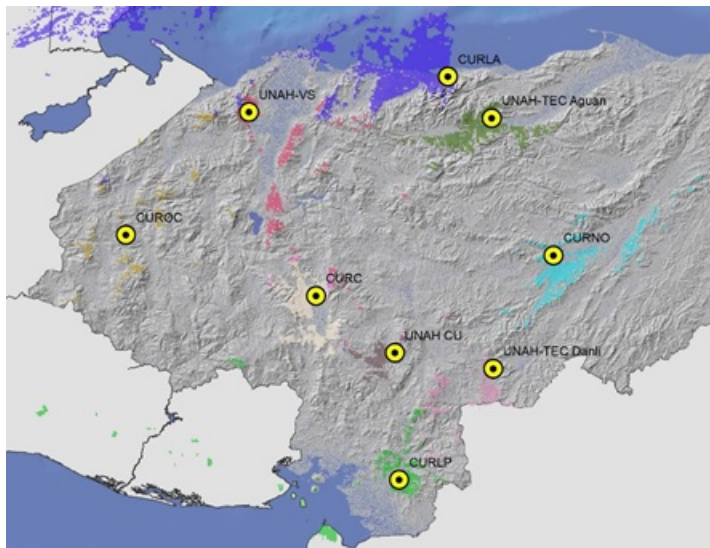 CURLA
UNAH-VS
UNAH-TEC Aguan
CUROC
CURNO
CURC
UNAH CU
UNAH-TEC Danli
CURLP